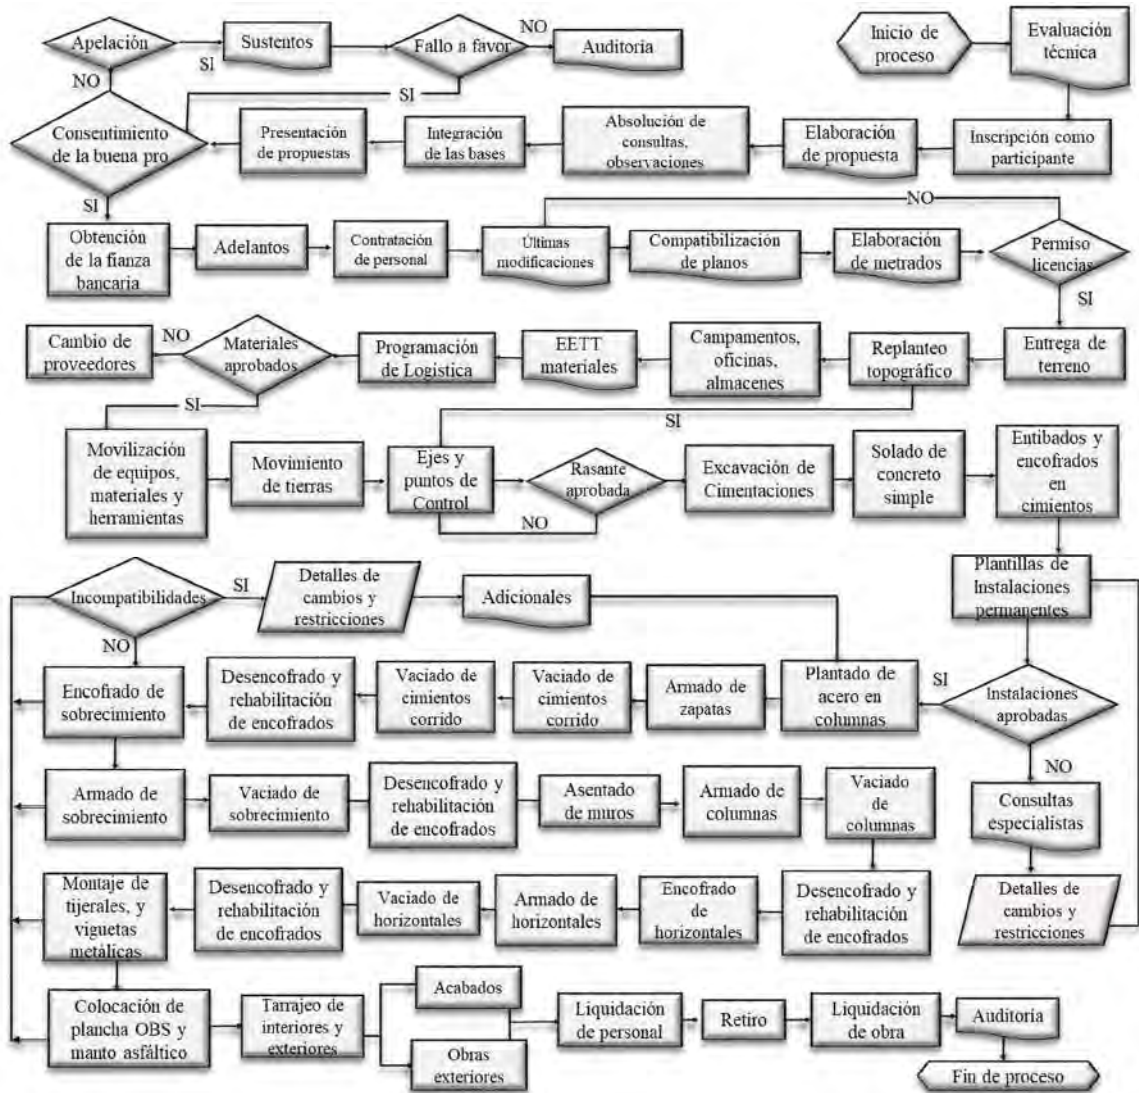 Apelación
SI
Sustentos
Fallo a favor
NO
Auditoria
Inicio de
proceso
Evaluación
técnica
NO
SI
Consentimiento
de la buena pro
Presentación
de propuestas
Integración
de las bases
Absolución de
consultas,
observaciones
Elaboración
de propuesta
Inscripción como
participante
SI
NO
Obtención
de la fianza
bancaria
Adelantos
Contratación
de personal
Últimas
modificaciones
Compatibilización
de planos
Elaboración
de metrados
Permiso
licencias
SI
Cambio de
proveedores
NO
Materiales
aprobados
Programación
de Logística
EETT
materiales
Campamentos,
oficinas,
almacenes
Replanteo
topográfico
Entrega de
terreno
SI
SI
Movilización
de equipos,
materiales y
herramientas
Movimiento
de tierras
Ejes y
puntos de
Control
Rasante
aprobada
NO
Excavación de
Cimentaciones
Solado de
concreto
simple
Entibados y
encofrados
en
cimientos
Incompatibilidades
SI
Detalles de
cambios y
restricciones
Adicionales
Plantillas de
Instalaciones
permanentes
NO
Encofrado de
sobrecimiento
Desencofrado y
rehabilitación
de encofrados
Vaciado de
cimientos
corrido
Vaciado de
cimientos
corrido
Armado de
zapatas
Plantado de
acero en
columnas
SI
Instalaciones
aprobadas
NO
Armado de
sobrecimiento
Vaciado de
sobrecimiento
Desencofrado y
rehabilitación
de encofrados
Asentado
de muros
Armado de
columnas
Vaciado
de
columnas
Consultas
especialistas
Montaje de
tijerales, y
viguetas
metálicas
Desencofrado y
rehabilitación
de encofrados
Vaciado de
horizontales
Armado de
horizontales
Encofrado
de
horizontales
Desencofrado y
rehabilitación
de encofrados
Detalles de
cambios y
restricciones
Colocación de
plancha OBS y
manto asfáltico
Tarrajeo de
interiores y
exteriores
Acabados
Obras
exteriores
Liquidación
de personal
Retiro
Liquidación
de obra
Auditoria
Fin de proceso